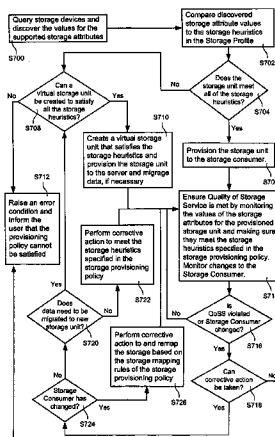 Query storage devices and
discover the values for the
supported storage attributes
S700
Compare discovered
storage attribute values
to the storage heuristics
in the Storage Profile
S702
Does the
storage unit meet
all of the storage
heuristics?
S704
No
Yes
Can a
virtual storage unit
be created to satisfy
all the storage
heuristics?
S708
No
Yes
S710
Create a virtual storage
unit that satisfies the
storage heuristics and
provision the storage unit
to the server and migrate
data, if necessary
Provision the storage
unit to the storage
consumer.
S712
Raise an error
condition and
inform the
user that the
provisioning
policy cannot
be satisfied
Ensure Quality of Storage
Service is met by monitoring
the values of the storage
attributes for the provisioned
storage unit and making sure
they meet the storage
heuristics specified in the
storage provisioning policy.
Monitor changes to the
Storage Consumer.
Perform corrective
action to meet the
storage heuristics
specified in the
storage provisioning
policy
S722
Yes
No
Does
data need to be
migrated to new
storage unit?
S720
Is
QoSS violated
or Storage Consumer
changed?
S716
No
Yes
Perform corrective
action to and remap
the storage based on
the storage mapping
rules of the storage
provisioning policy
S726
Can
corrective action
be taken?
S718
No
Yes
Storage
Consumer has
changed?
S724
No
Yes